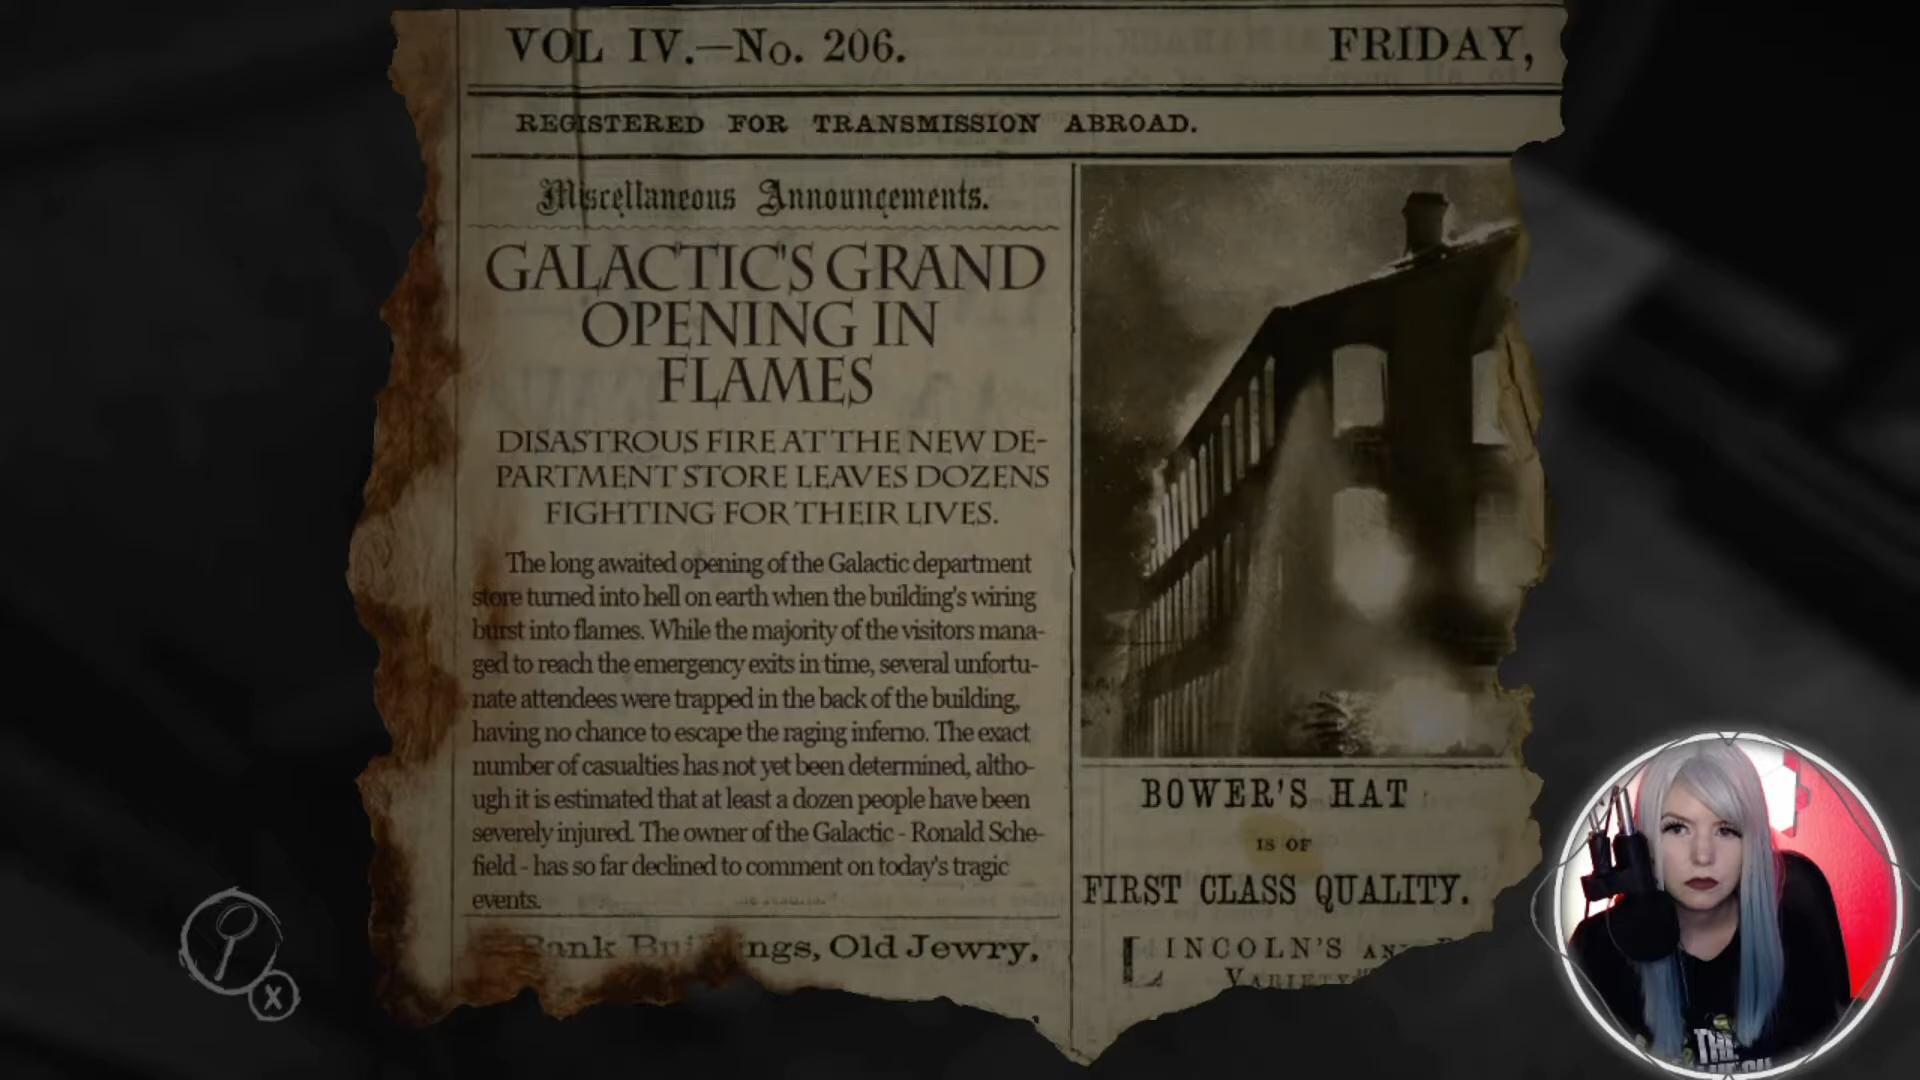 VOL IV.—No. 206.
FRIDAY,
REGISTERED FOR TRANSMISSION ABROAD.
Miscellaneous Announcements.
GALACTIC'S GRAND
OPENING IN
FLAMES
DISASTROUS FIRE AT THE NEW DE-
PARTMENT STORE LEAVES DOZENS
FIGHTING FOR THEIR LIVES.
The long awaited opening of the Galactic department
store turned into hell on earth when the building's wiring
burst into flames. While the majority of the visitors mana-
ged to reach the emergency exits in time, several unfortu-
nate attendees were trapped in the back of the building,
having no chance to escape the raging inferno. The exact
number of casualties has not yet been determined, altho-
ugh it is estimated that at least a dozen people have been
severely injured. The owner of the Galactic - Ronald Sche-
field - has so far declined to comment on today's tragic
events.
Old Jewry,
BOWER'S HAT
IS OF
FIRST CLASS QUALITY.
LINCOLN'S
VARIETY
X
THE